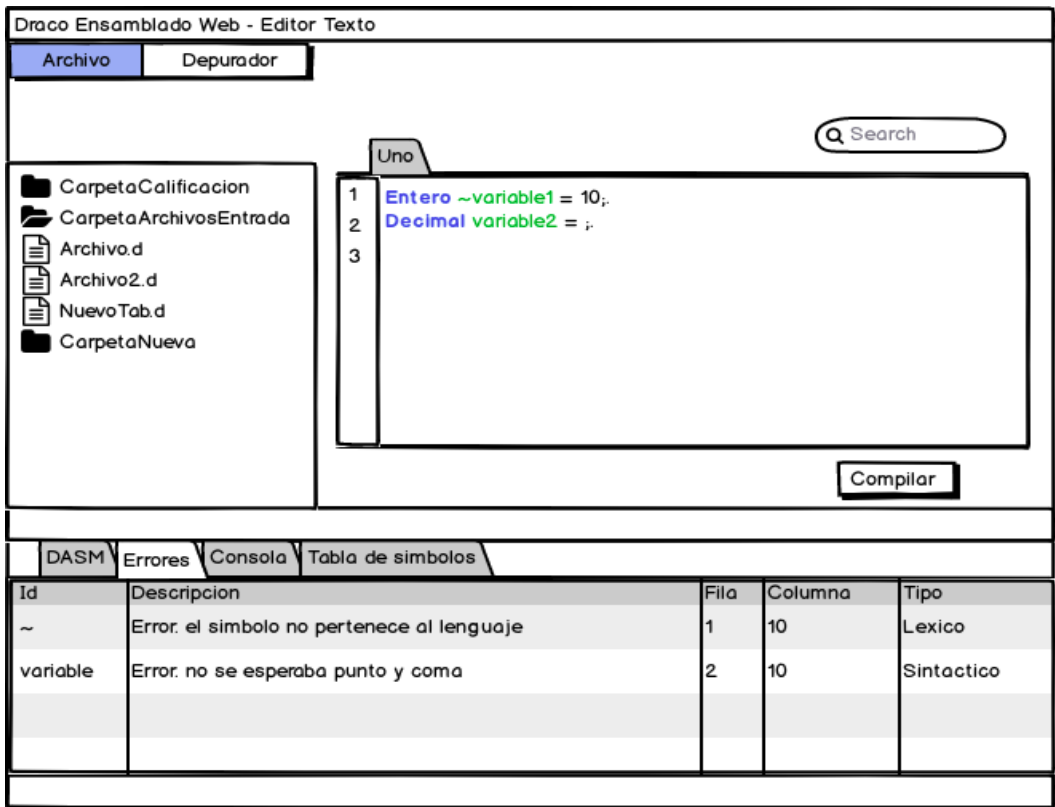 Draco Ensamblado Web - Editor Texto
Archivo Depurador
Search
Uno
CarpetaCalificacion
CarpetaArchivosEntrada
Archivo.d
Archivo2.d
NuevoTab.d
CarpetaNueva
1 Entero ~variable1 = 10;.
2 Decimal variable2 = ;.
3
Compilar
DASM Errores Consola Tabla de simbolos
Id Descripcion Fila Columna Tipo
~ Error. el simbolo no pertenece al lenguaje 1 10 Lexico
variable Error. no se esperaba punto y coma 2 10 Sintactico